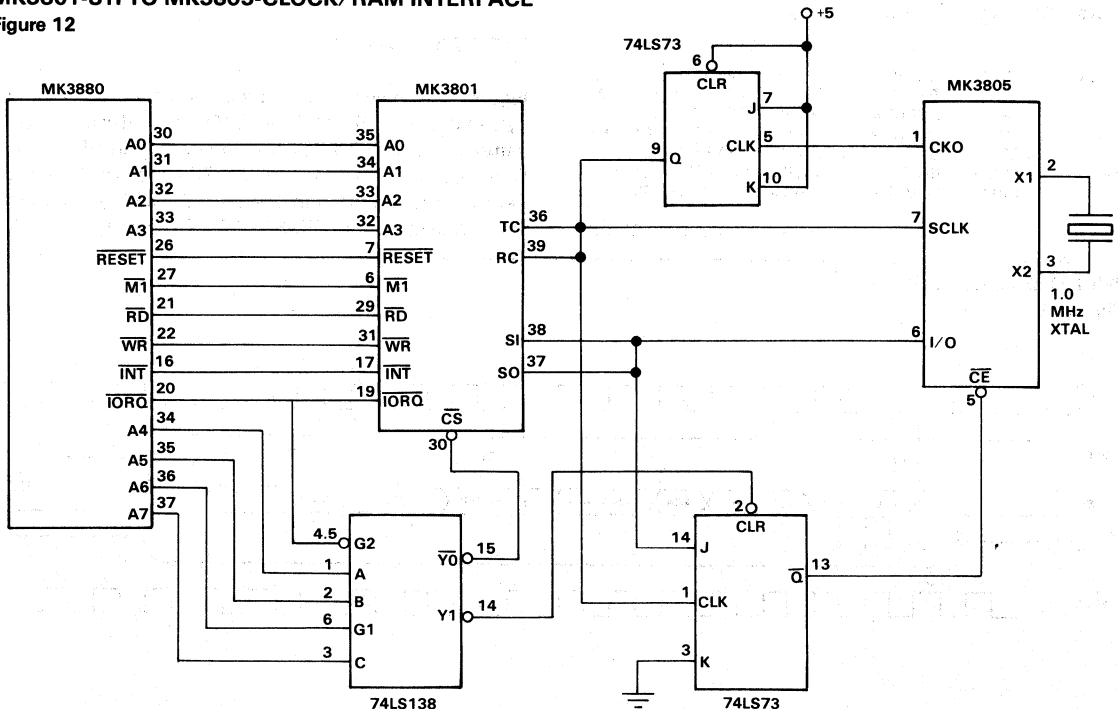 MK3801-STI TO MK3805-CLOCK/RAM INTERFACE
Figure 12
+5
74LS73
6
CLR
J 7
CLK 5
K 10
9 Q
MK3880
A0 30
A1 31
A2 32
A3 33
RESET 26
M1 27
RD 21
WR 22
INT 16
IORQ 20
A4 34
A5 35
A6 36
A7 37
MK3801
35 A0
34 A1
33 A2
32 A3
7 RESET
6 M1
29 RD
31 WR
17 INT
19 IORQ
TC 36
RC 39
SI 38
SO 37
CS
30
MK3805
1 CKO
7 SCLK
6 I/O
X1 2
X2 3
CE
5
1.0
MHz
XTAL
4.5 G2
1 A
2 B
6 G1
3 C
Y0 15
Y1 14
74LS138
2
CLR
14 J
1 CLK
3 K
Q 13
74LS73